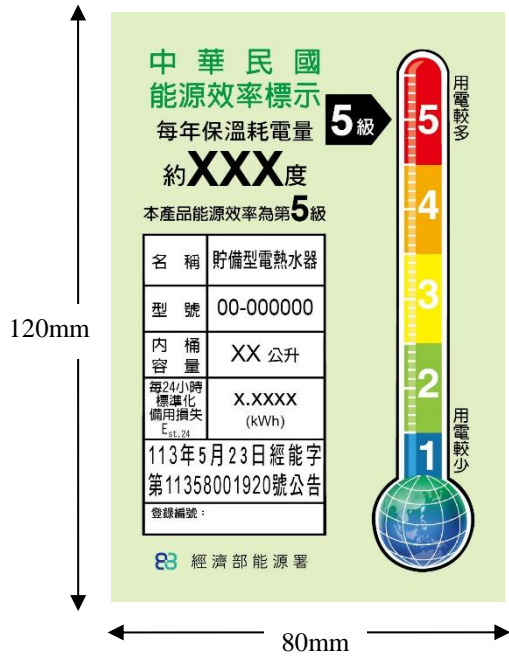 中華民國
能源效率標示
每年保溫耗電量
約XXX度
本產品能源效率為第5級
名稱 貯備型電熱水器
型號 00-000000
內桶容量 XX 公升
每24小時
標準化
備用損失
Est.24
X.XXXX
(kWh)
113年5月23日經能字
第11358001920號公告
登錄編號：
經濟部能源署
5級
用電較多
5
4
3
2
1
用電較少
120mm
80mm